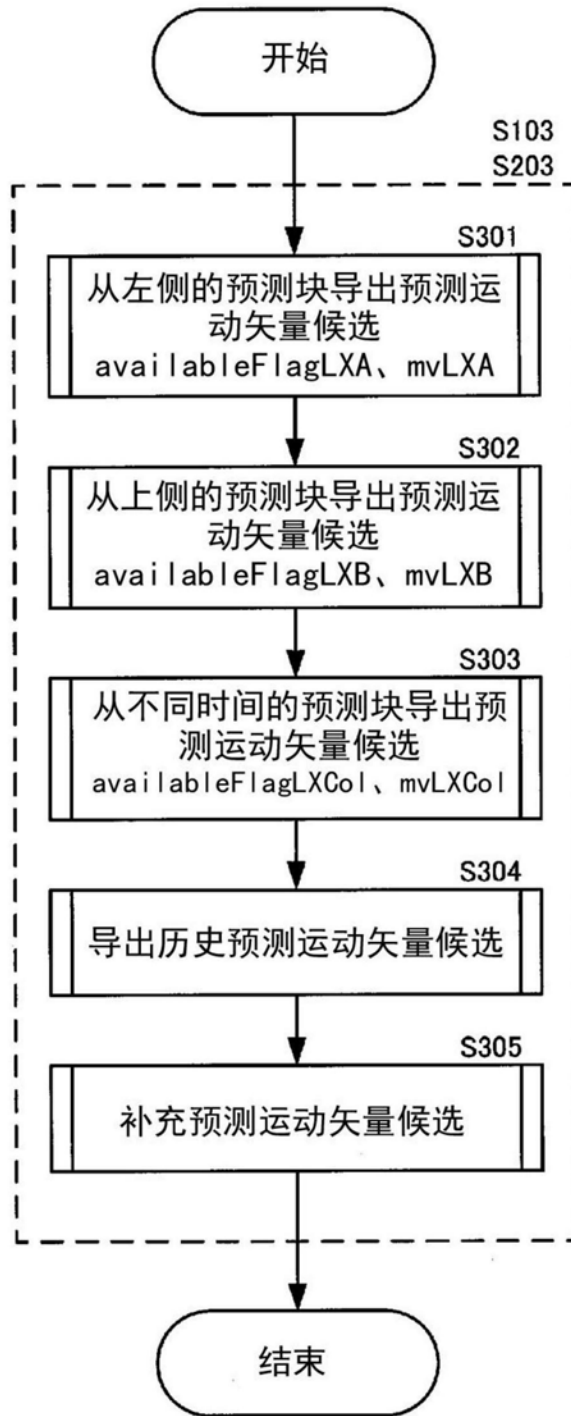 开始
S103
S203
S301
从左侧的预测块导出预测运
动矢量候选
availableFlagLXA、mvLXA
S302
从上侧的预测块导出预测运
动矢量候选
availableFlagLXB、mvLXB
S303
从不同时间的预测块导出预
测运动矢量候选
availableFlagLXCol、mvLXCol
S304
导出历史预测运动矢量候选
S305
补充预测运动矢量候选
结束